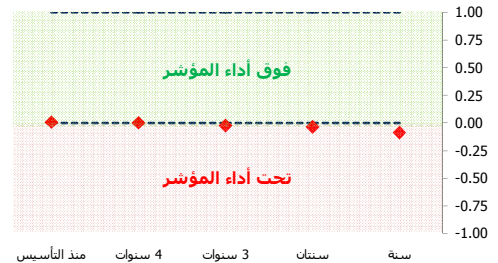 1.00
0.75
فوق أداء المؤشر
0.50
0.25
0.00
-0.25
تحت أداء المؤشر
-0.50
-0.75
-1.00
سنة
سنتان
3 سنوات
4 سنوات
منذ التأسيس